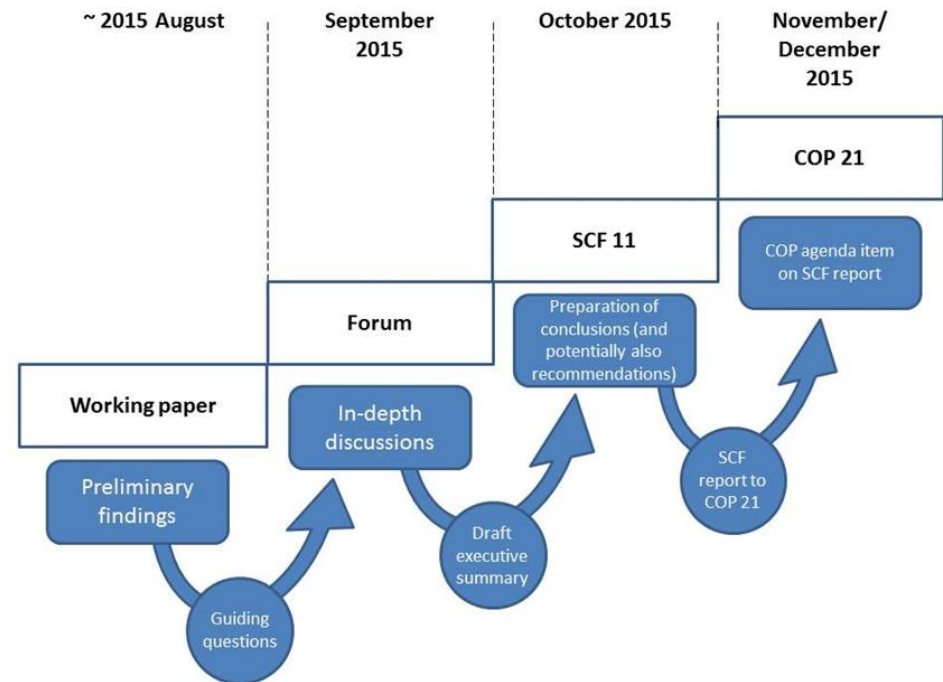 ~ 2015 August
September
2015
October 2015
November/
December
2015
COP 21
SCF 11
Forum
Working paper
COP agenda item
on SCF report
Preparation of
conclusions (and
potentially also
recommendations)
In-depth
discussions
Preliminary
findings
SCF
report to
COP 21
Draft
executive
summary
Guiding
questions